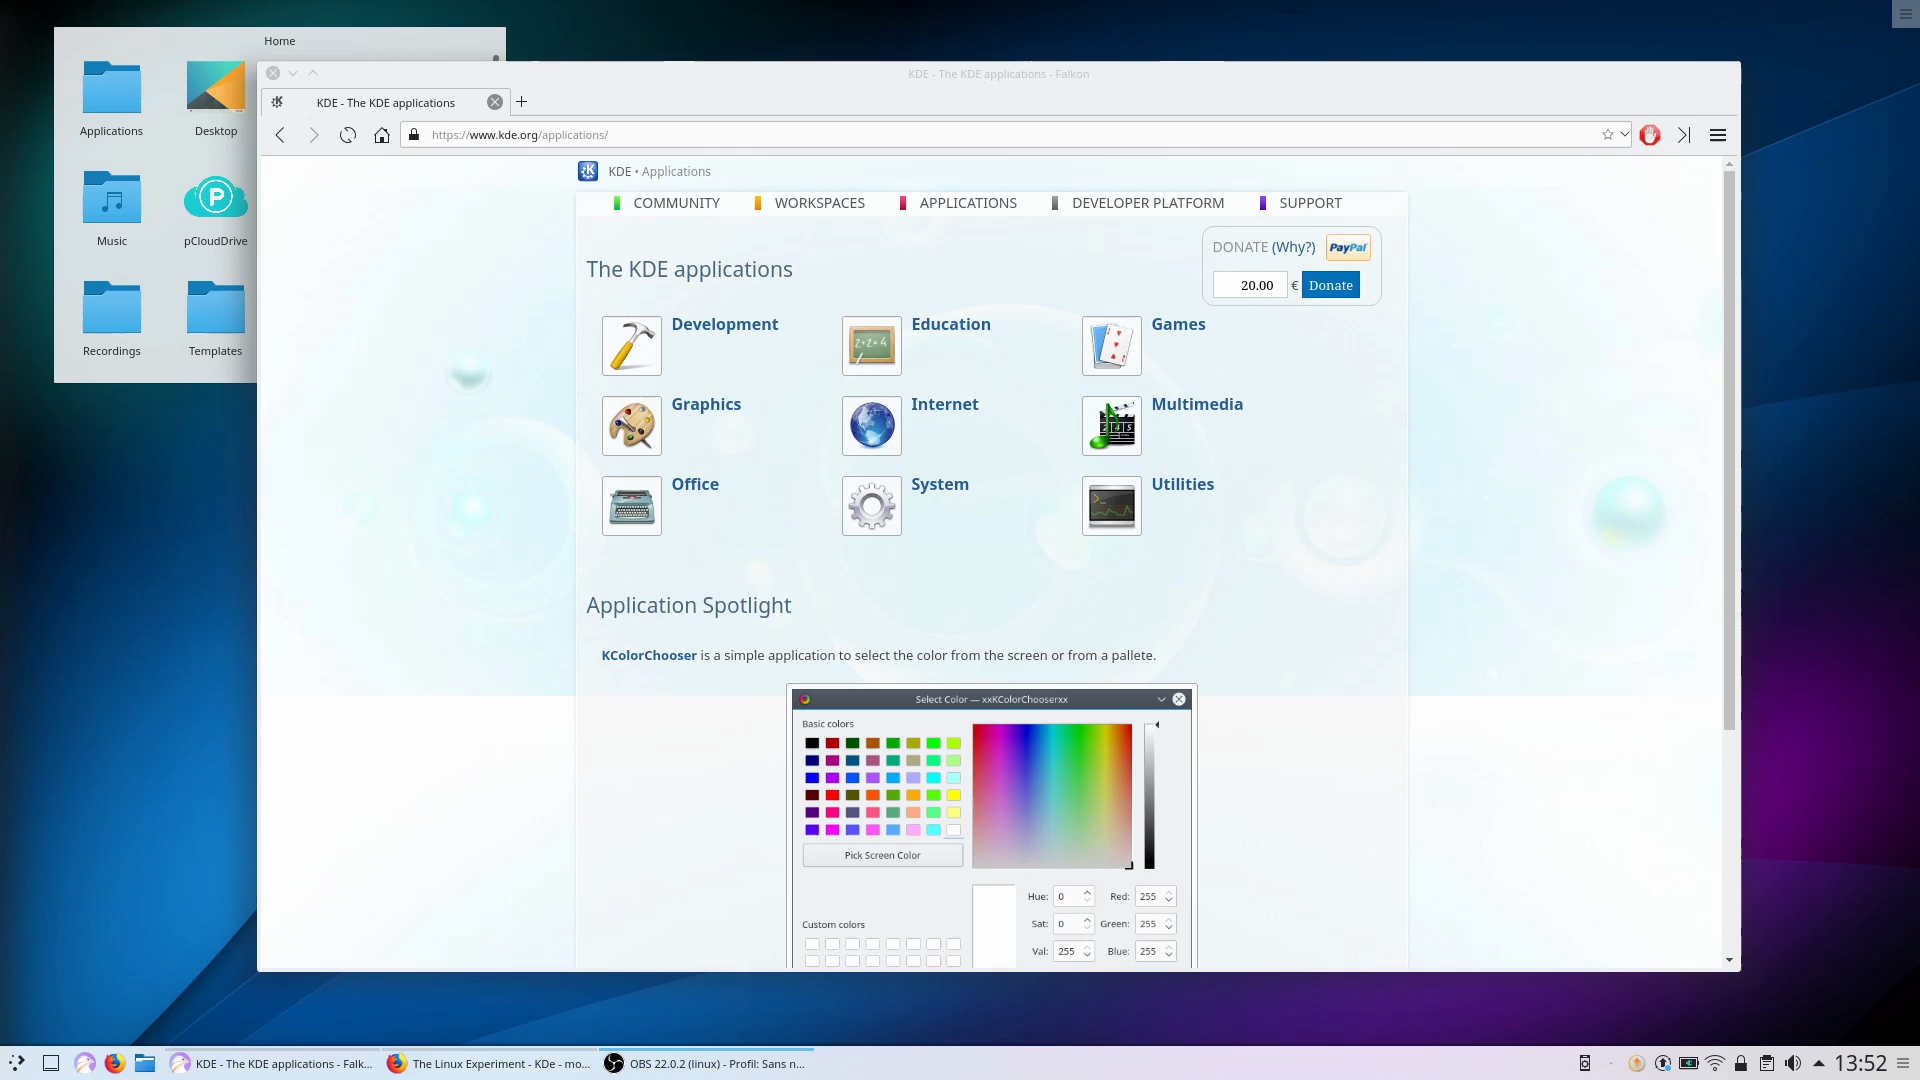 Home
Applications
Desktop
Music
pCloudDrive
Recordings
Templates
KDE - The KDE applications - Falkon
KDE - The KDE applications
https://www.kde.org/applications/
KDE • Applications
COMMUNITY WORKSPACES APPLICATIONS DEVELOPER PLATFORM SUPPORT
DONATE (Why?) PayPal
20.00 € Donate
The KDE applications
Development Education Games
2+2=4
Graphics Internet Multimedia
Office System Utilities
Application Spotlight
KColorChooser is a simple application to select the color from the screen or from a pallete.
Select Color — xxKColorChooserxx
Basic colors
Pick Screen Color
Custom colors
Hue: 0 Red: 255
Sat: 0 Green: 255
Val: 255 Blue: 255
KDE - The KDE applications - Falk...
The Linux Experiment - KDe - mo...
OBS 22.0.2 (linux) - Profil: Sans n...
13:52